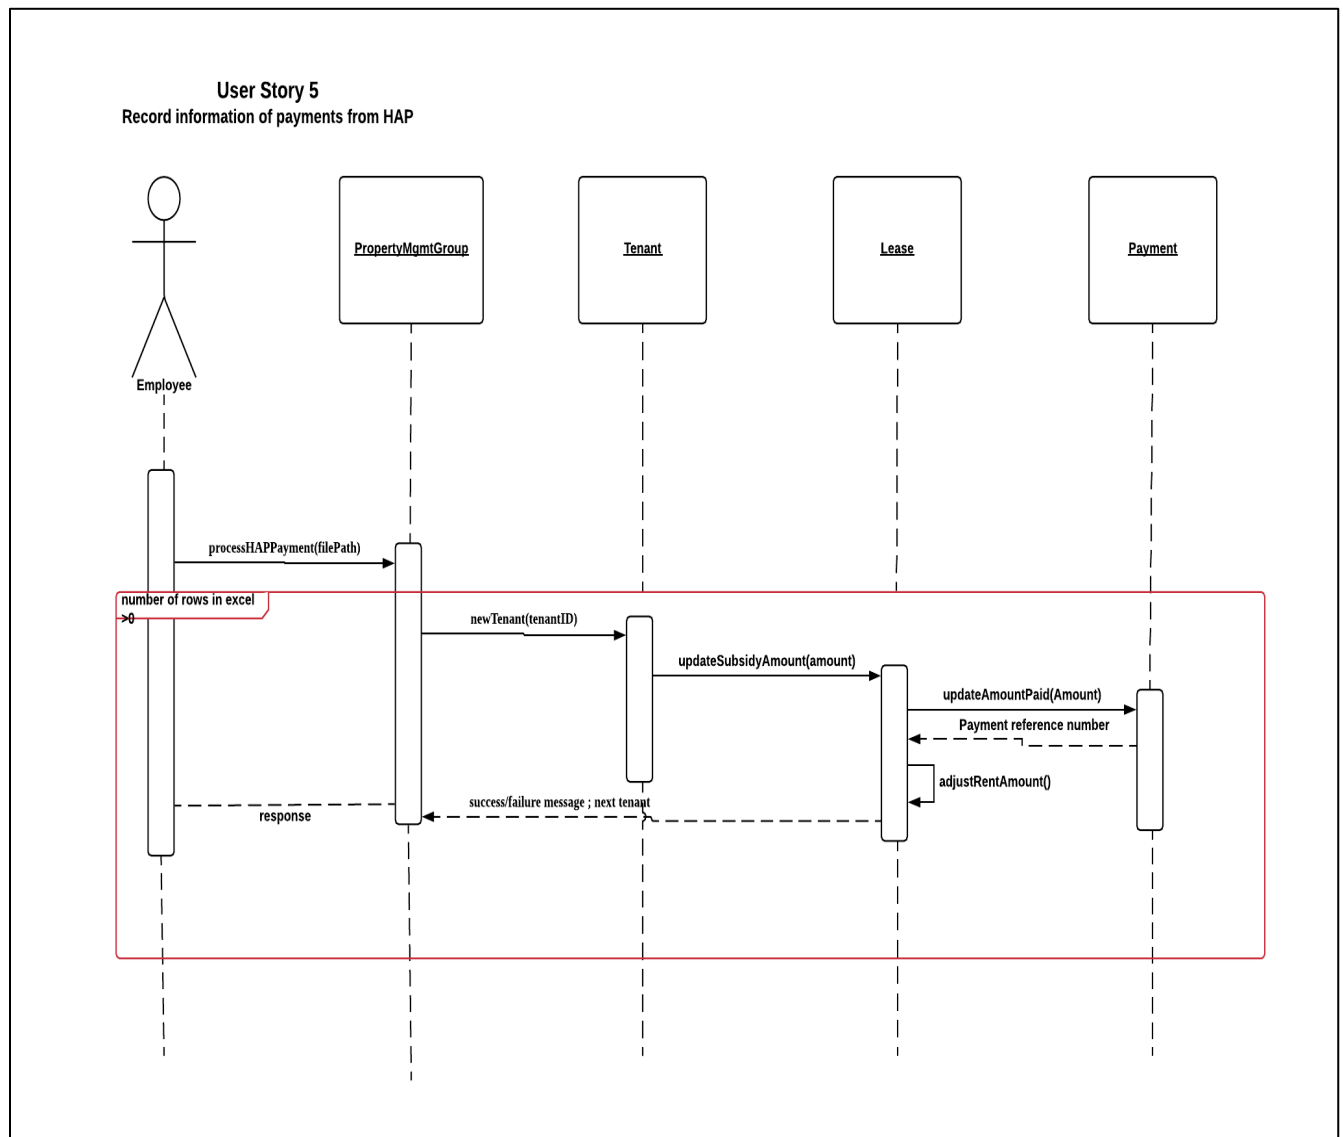 User Story 5
Record information of payments from HAP
PropertyMgmtGroup
Tenant
Lease
Payment
Employee
processHAPPayment(filePath)
number of rows in excel
>0
newTenant(tenantID)
updateSubsidyAmount(amount)
updateAmountPaid(Amount)
Payment reference number
adjustRentAmount()
success/failure message ; next tenant
response